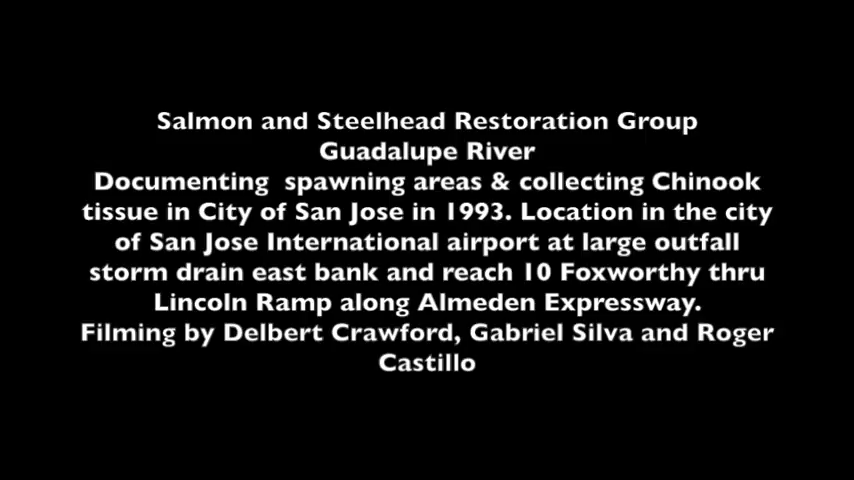 Salmon and Steelhead Restoration Group
Guadalupe River
Documenting  spawning areas & collecting Chinook
tissue in City of San Jose in 1993. Location in the city
of San Jose International airport at large outfall
storm drain east bank and reach 10 Foxworthy thru
Lincoln Ramp along Almeden Expressway.
Filming by Delbert Crawford, Gabriel Silva and Roger
Castillo